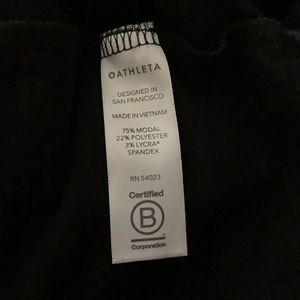 ATHLETA
DESIGNED IN
SAN FRANCISCO
MADE IN VIETNAM
75% MODAL
22% POLYESTER
3% LYCRA®
SPANDEX
RN 54023
Certified
B
Corporation